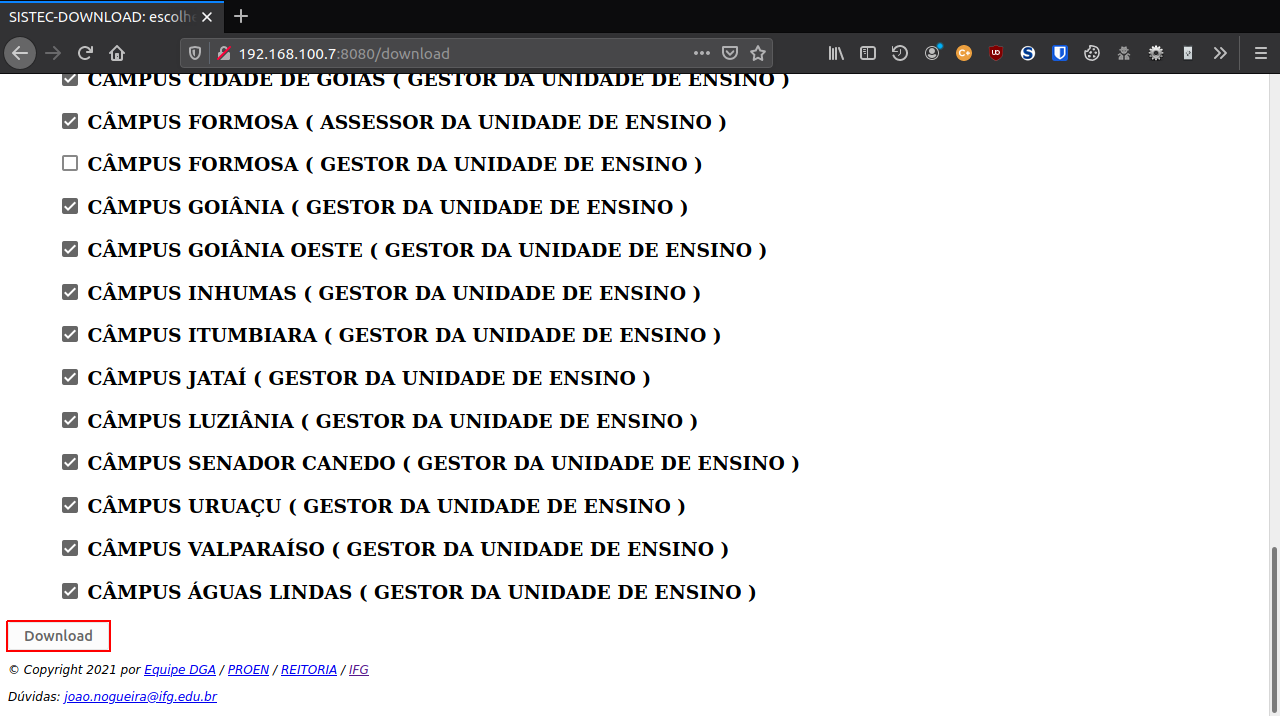 SISTEC-DOWNLOAD: escolh
192.168.100.7:8080/download
CÂMPUS CIDADE DE GOIÁS ( GESTOR DA UNIDADE DE ENSINO )
CÂMPUS FORMOSA ( ASSESSOR DA UNIDADE DE ENSINO )
CÂMPUS FORMOSA ( GESTOR DA UNIDADE DE ENSINO )
CÂMPUS GOIÂNIA ( GESTOR DA UNIDADE DE ENSINO )
CÂMPUS GOIÂNIA OESTE ( GESTOR DA UNIDADE DE ENSINO )
CÂMPUS INHUMAS ( GESTOR DA UNIDADE DE ENSINO )
CÂMPUS ITUMBIARA ( GESTOR DA UNIDADE DE ENSINO )
CÂMPUS JATAÍ ( GESTOR DA UNIDADE DE ENSINO )
CÂMPUS LUZIÂNIA ( GESTOR DA UNIDADE DE ENSINO )
CÂMPUS SENADOR CANEDO ( GESTOR DA UNIDADE DE ENSINO )
CÂMPUS URUAÇU ( GESTOR DA UNIDADE DE ENSINO )
CÂMPUS VALPARAÍSO ( GESTOR DA UNIDADE DE ENSINO )
CÂMPUS ÁGUAS LINDAS ( GESTOR DA UNIDADE DE ENSINO )
Download
© Copyright 2021 por Equipe DGA / PROEN / REITORIA / IFG
Dúvidas: joao.nogueira@ifg.edu.br